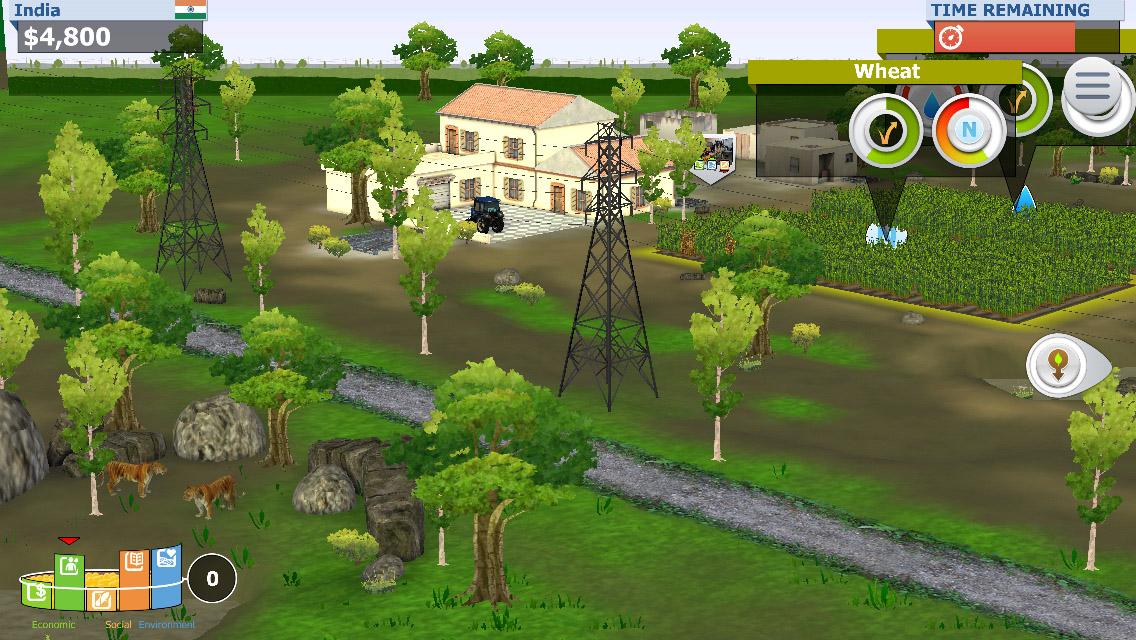 India
$4,800
TIME REMAINING
Wheat
N
$
0
Economic
Social
Environment
x